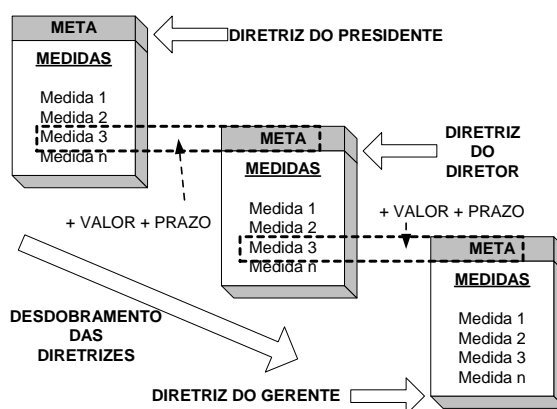 META
DIRETRIZ DO PRESIDENTE
MEDIDAS
Medida 1
Medida 2
Medida 3
Medida n
+ VALOR + PRAZO
META
DIRETRIZ
DO
DIRETOR
MEDIDAS
Medida 1
Medida 2
Medida 3
Medida n
+ VALOR + PRAZO
META
MEDIDAS
Medida 1
Medida 2
Medida 3
Medida n
DESDOBRAMENTO
DAS
DIRETRIZES
DIRETRIZ DO GERENTE